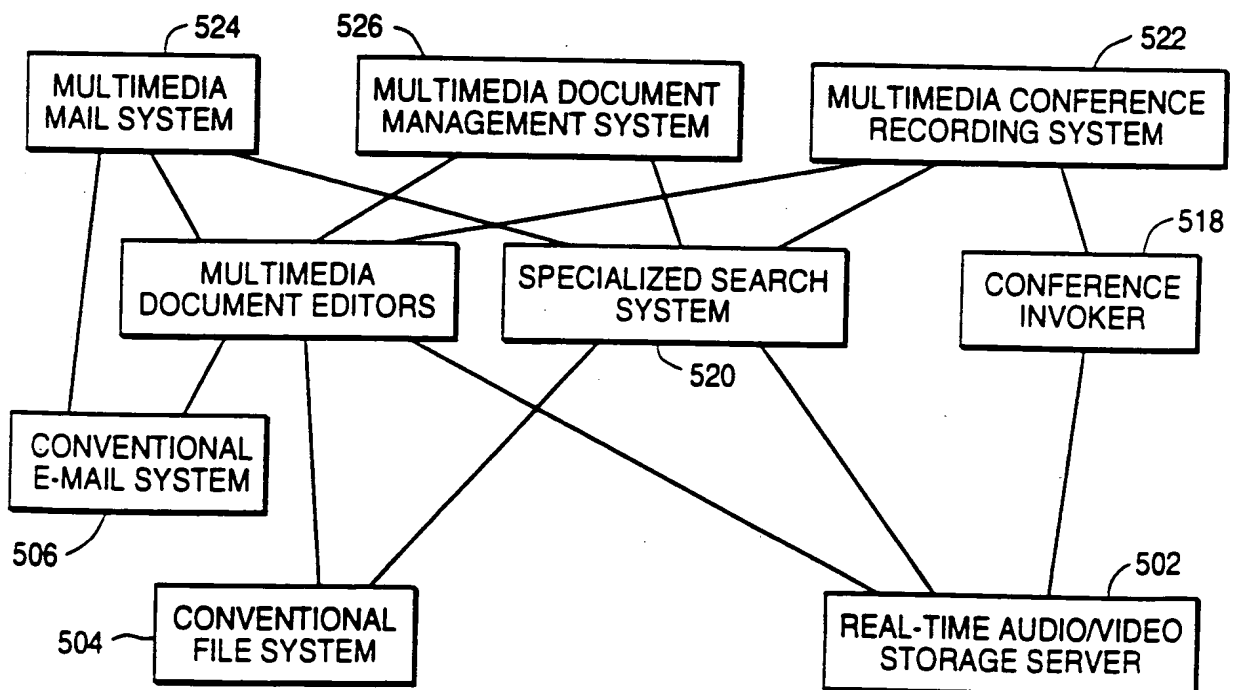 524
MULTIMEDIA
MAIL SYSTEM
526
MULTIMEDIA DOCUMENT
MANAGEMENT SYSTEM
522
MULTIMEDIA CONFERENCE
RECORDING SYSTEM
MULTIMEDIA
DOCUMENT EDITORS
SPECIALIZED SEARCH
SYSTEM
520
518
CONFERENCE
INVOKER
CONVENTIONAL
E-MAIL SYSTEM
506
504
CONVENTIONAL
FILE SYSTEM
502
REAL-TIME AUDIO/VIDEO
STORAGE SERVER